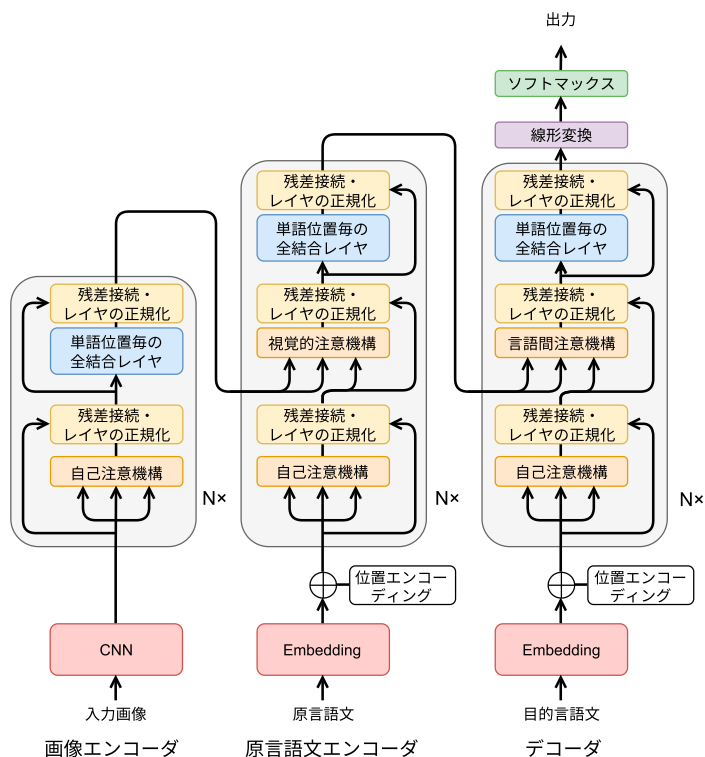 出力
ソフトマックス
線形変換
残差接続・
レイヤの正規化
単語位置毎の
全結合レイヤ
残差接続・
レイヤの正規化
自己注意機構
N×
CNN
入力画像
画像エンコーダ
残差接続・
レイヤの正規化
単語位置毎の
全結合レイヤ
残差接続・
レイヤの正規化
視覚的注意機構
残差接続・
レイヤの正規化
自己注意機構
N×
位置エンコー
ディング
Embedding
原言語文
原言語文エンコーダ
残差接続・
レイヤの正規化
単語位置毎の
全結合レイヤ
残差接続・
レイヤの正規化
言語間注意機構
残差接続・
レイヤの正規化
自己注意機構
N×
位置エンコー
ディング
Embedding
目的言語文
デコーダ